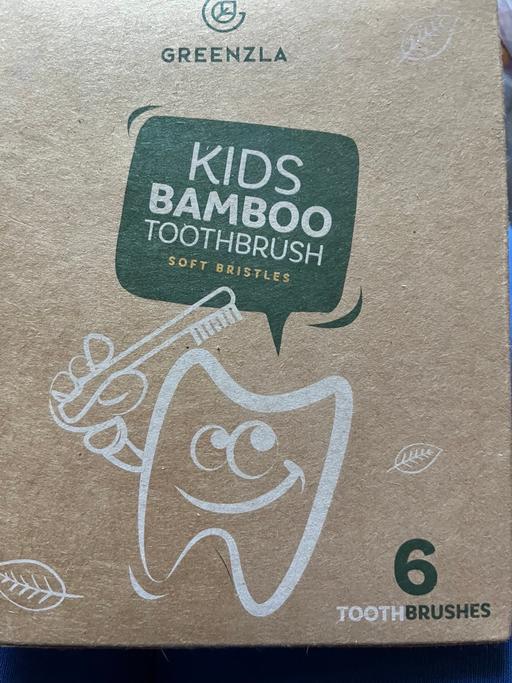 GREENZLA
KIDS
BAMBOO
TOOTHBRUSH
SOFT BRISTLES
6
TOOTHBRUSHES